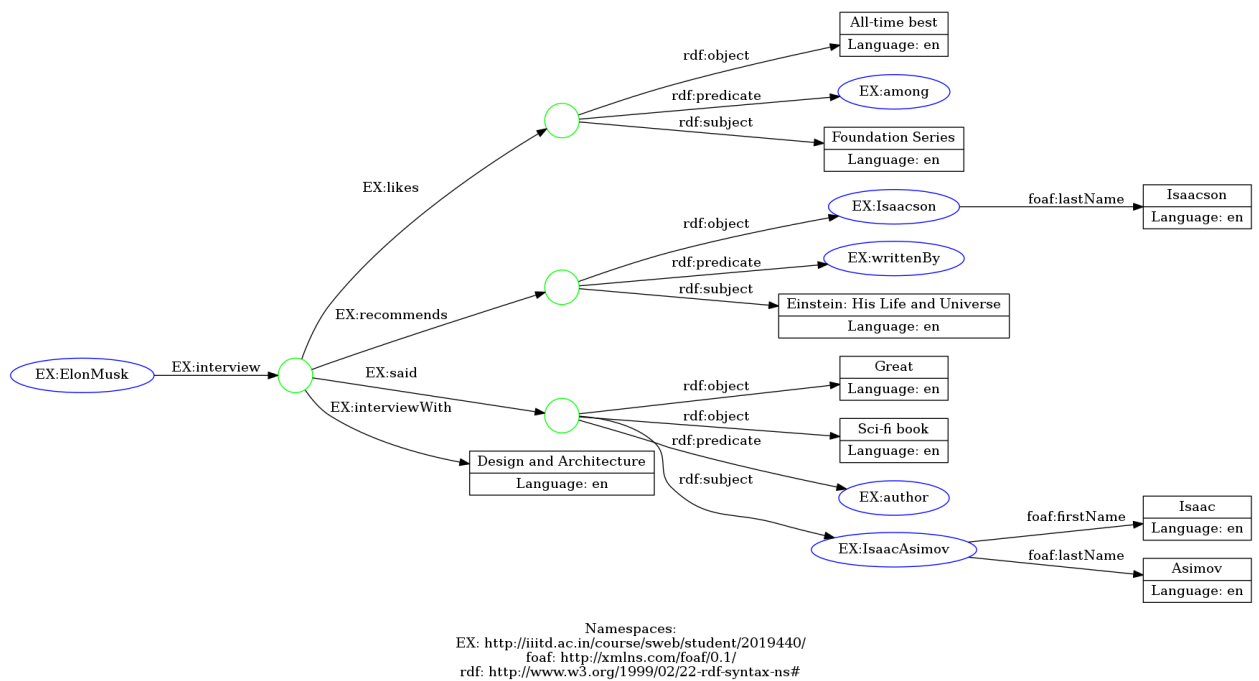 All-time best
Language: en
rdf:object
EX:among
rdf:predicate
rdf:subject
Foundation Series
Language: en
EX:likes
Isaacson
Language: en
foaf:lastName
EX:Isaacson
rdf:object
EX:writtenBy
rdf:predicate
rdf:subject
Einstein: His Life and Universe
Language: en
EX:recommends
EX:ElonMusk
EX:interview
EX:said
Great
Language: en
rdf:object
EX:interviewWith
rdf:object
Sci-fi book
Language: en
rdf:predicate
Design and Architecture
Language: en
rdf:subject
EX:author
Isaac
Language: en
foaf:firstName
EX:IsaacAsimov
foaf:lastName
Asimov
Language: en
Namespaces:
EX: http://iiitd.ac.in/course/sweb/student/2019440/
foaf: http://xmlns.com/foaf/0.1/
rdf: http://www.w3.org/1999/02/22-rdf-syntax-ns#